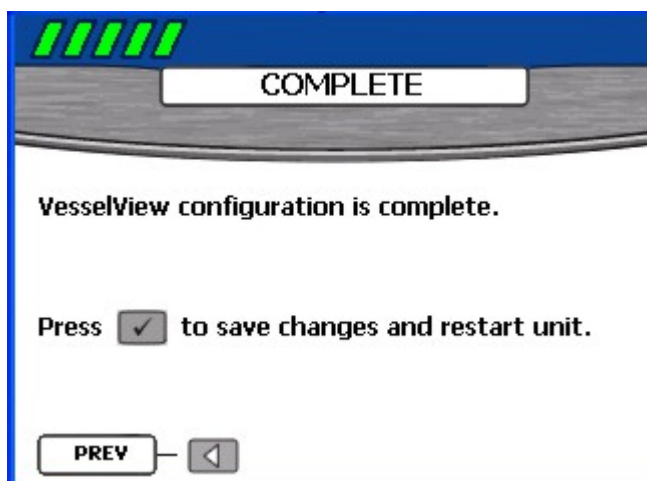 COMPLETE
VesselView configuration is complete.
Press ✓ to save changes and restart unit.
PREV